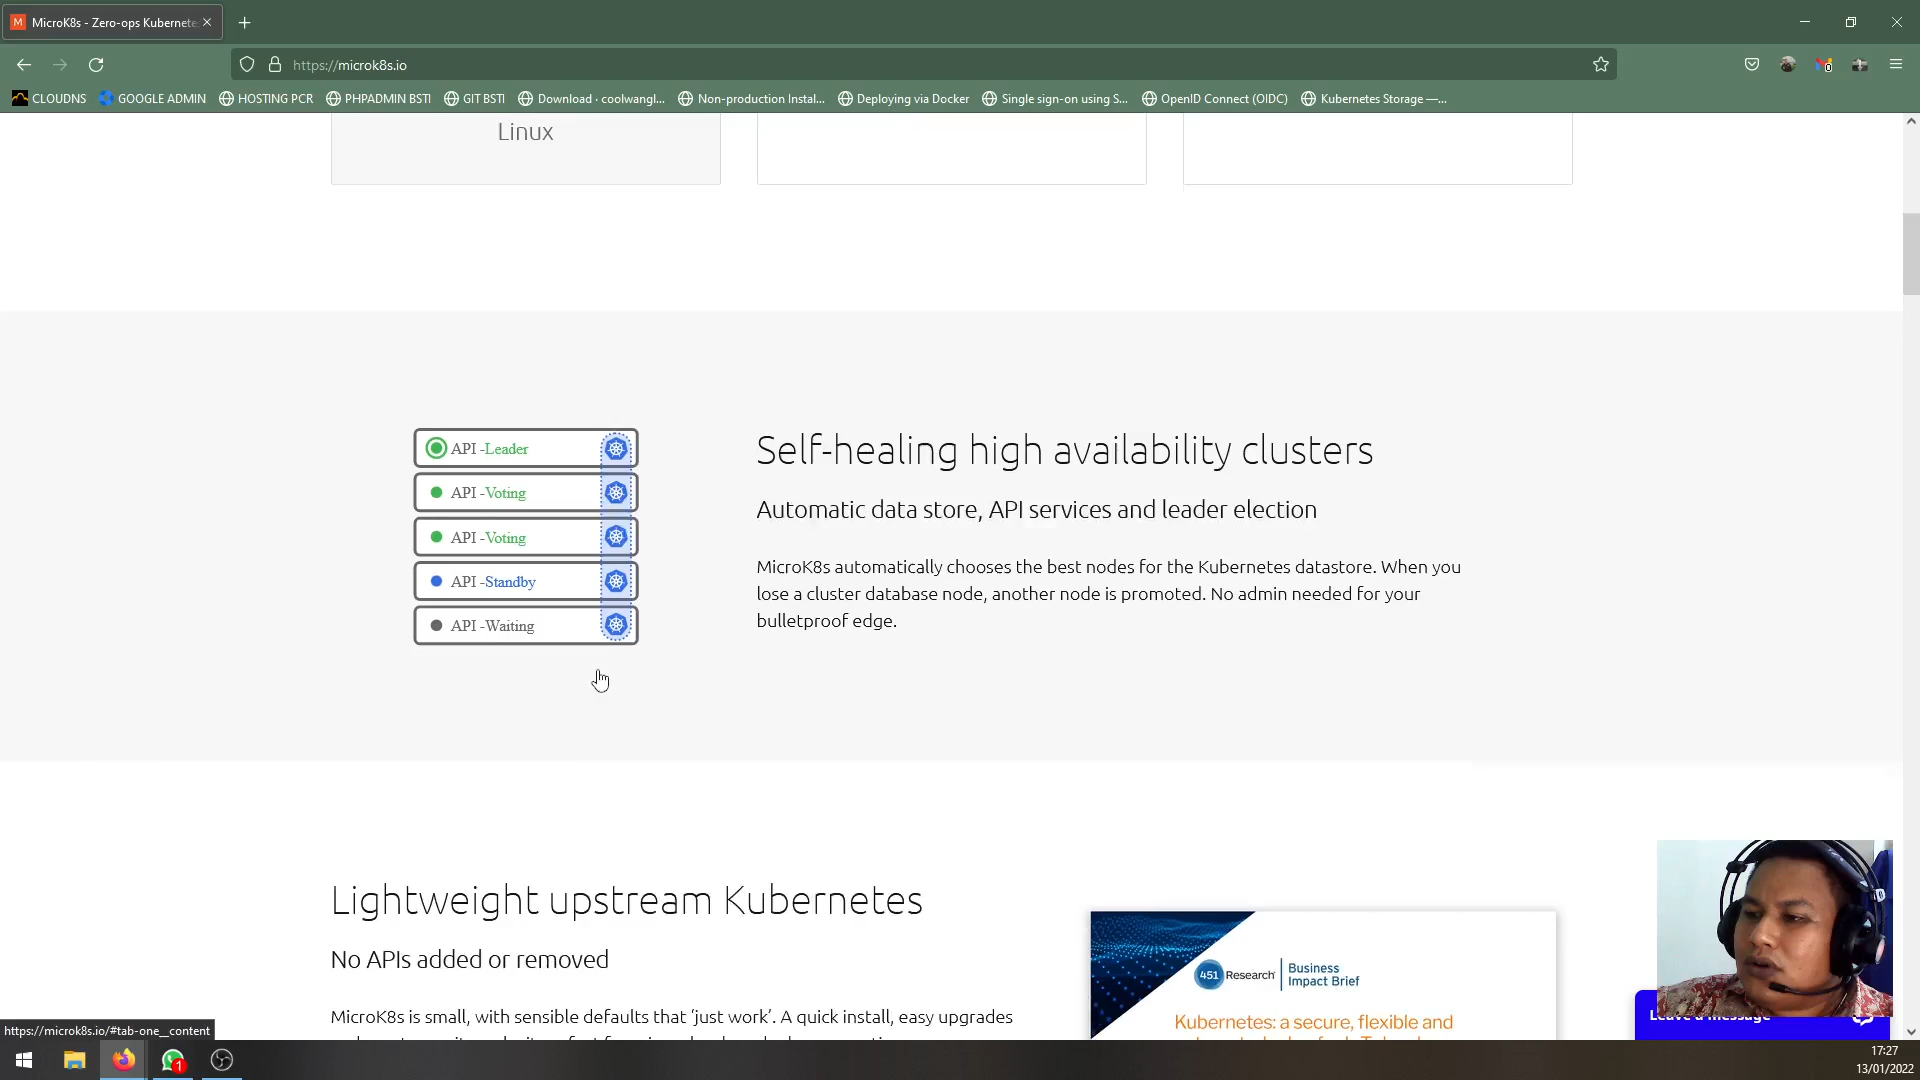 MicroK8s - Zero-ops Kubernete
https://microk8s.io
CLOUDNS
GOOGLE ADMIN
HOSTING PCR
PHPADMIN BSTI
GIT BSTI
Download · coolwangl...
Non-production Instal...
Deploying via Docker
Single sign-on using S...
OpenID Connect (OIDC)
Kubernetes Storage —...
Linux
API -Leader
API -Voting
API -Voting
API -Standby
API -Waiting
Self-healing high availability clusters
Automatic data store, API services and leader election
MicroK8s automatically chooses the best nodes for the Kubernetes datastore. When you
lose a cluster database node, another node is promoted. No admin needed for your
bulletproof edge.
Lightweight upstream Kubernetes
No APIs added or removed
MicroK8s is small, with sensible defaults that ‘just work’. A quick install, easy upgrades
451 Research
Business
Impact Brief
Kubernetes: a secure, flexible and
Leave a message
https://microk8s.io/#tab-one__content
1
17:27
13/01/2022